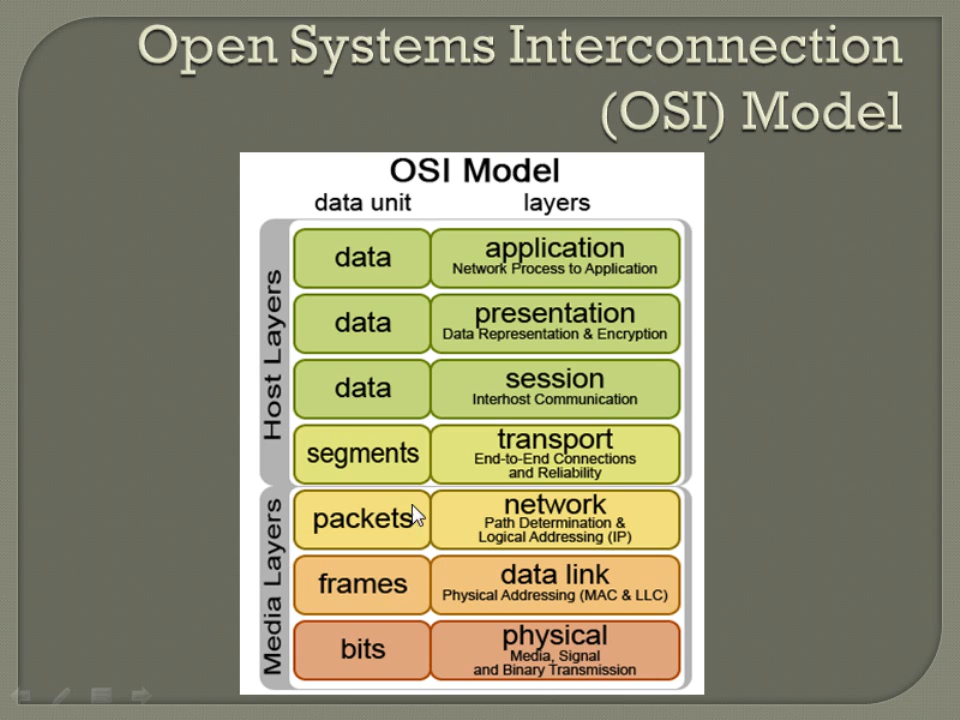 Open Systems Interconnection
(OSI) Model
OSI Model
data unit layers
Host Layers
data application
Network Process to Application
data presentation
Data Representation & Encryption
data session
Interhost Communication
segments transport
End-to-End Connections
and Reliability
Media Layers
packets network
Path Determination &
Logical Addressing (IP)
frames data link
Physical Addressing (MAC & LLC)
bits physical
Media, Signal
and Binary Transmission